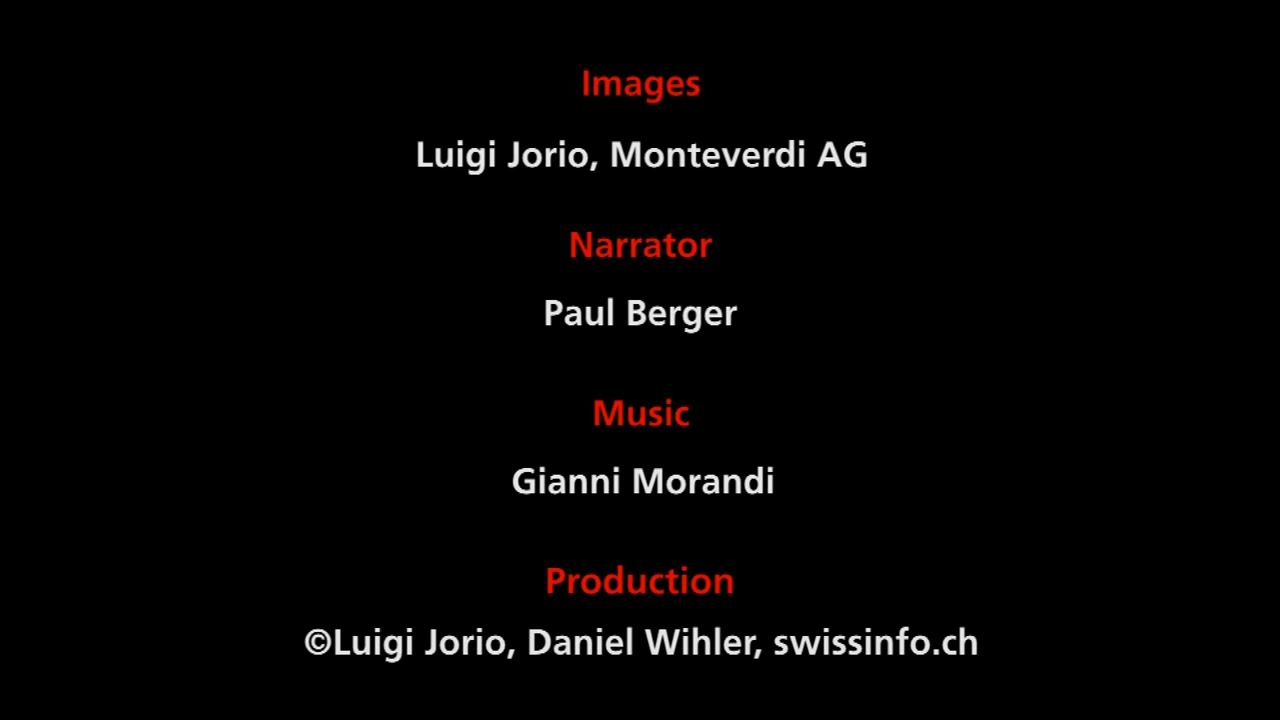 Images
Luigi Jorio, Monteverdi AG
Narrator
Paul Berger
Music
Gianni Morandi
Production
©Luigi Jorio, Daniel Wihler, swissinfo.ch